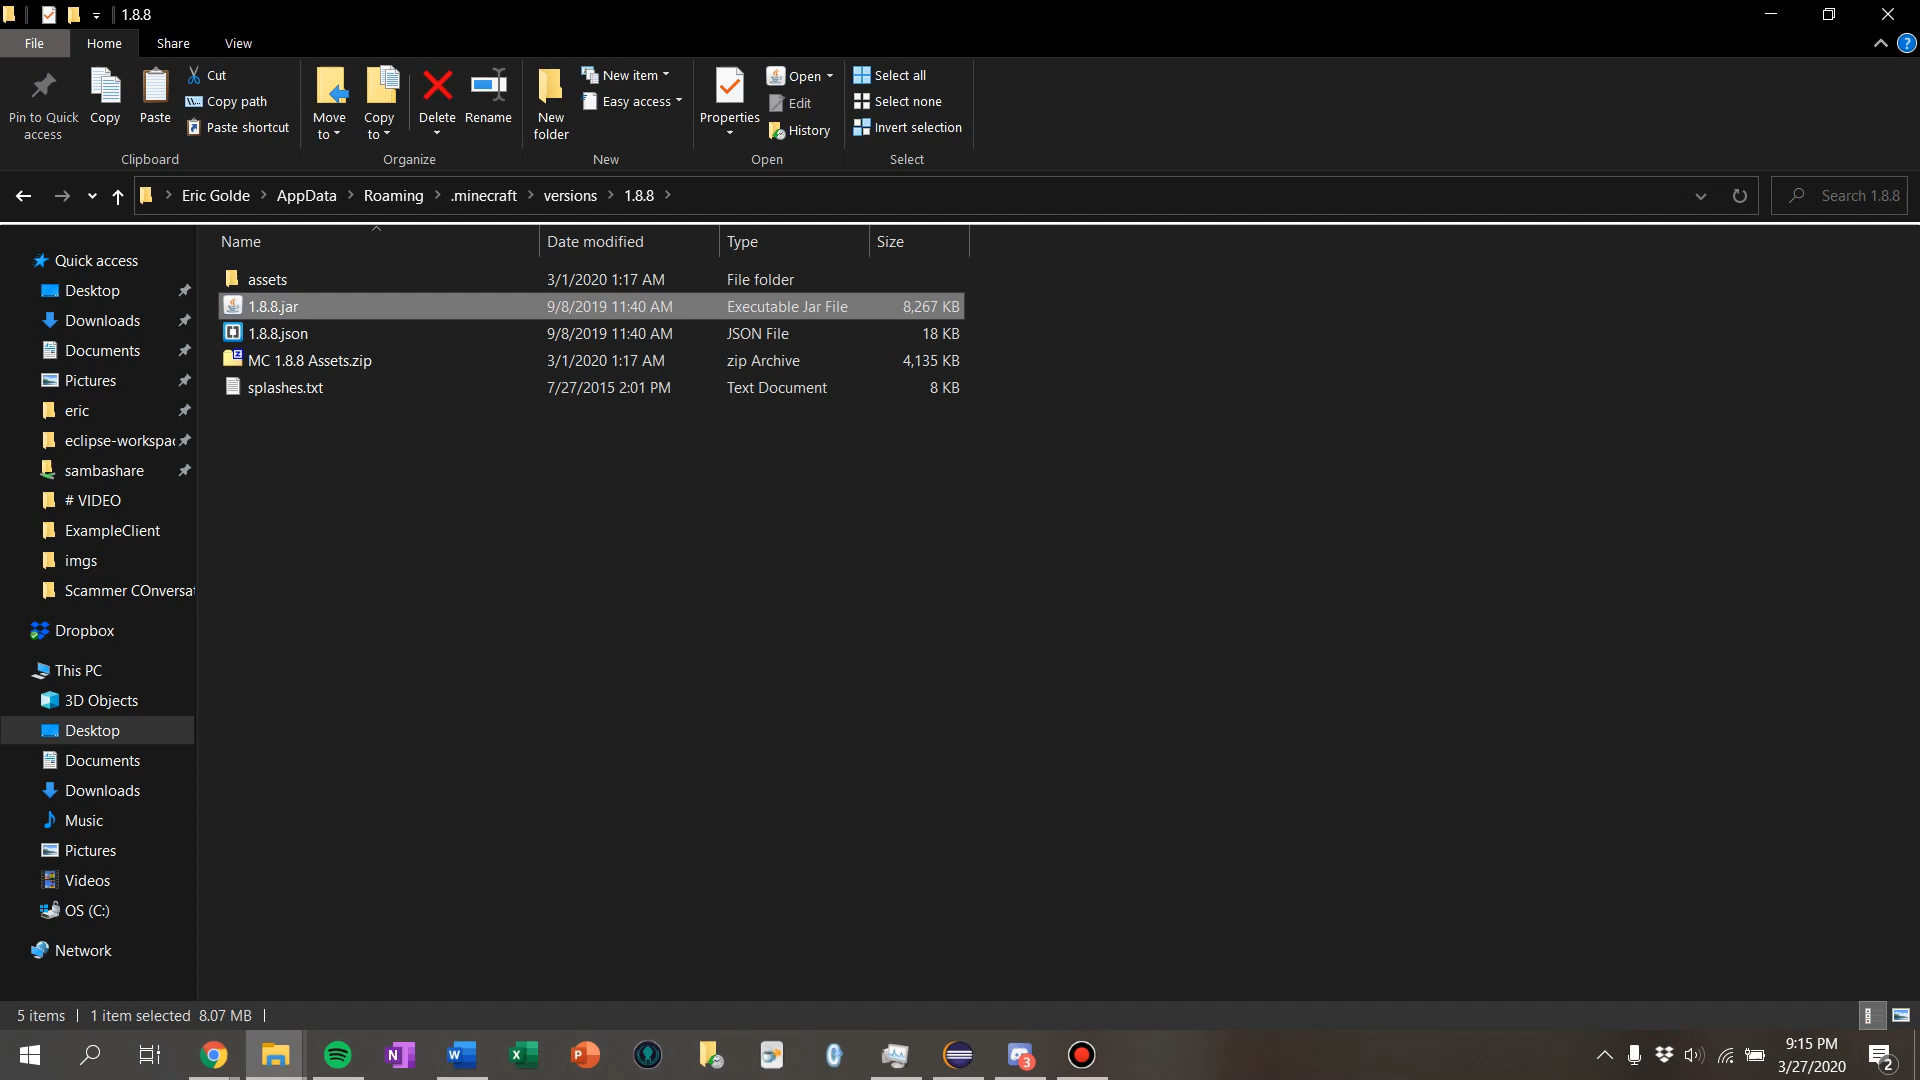 1.8.8
File Home Share View
Pin to Quick access
Copy
Paste
Cut
Copy path
Paste shortcut
Clipboard
Move to
Copy to
Delete
Rename
Organize
New folder
New item
Easy access
New
Properties
Open
Edit
History
Open
Select all
Select none
Invert selection
Select
Eric Golde AppData Roaming .minecraft versions 1.8.8
Search 1.8.8
Name Date modified Type Size
assets 3/1/2020 1:17 AM File folder
1.8.8.jar 9/8/2019 11:40 AM Executable Jar File 8,267 KB
1.8.8.json 9/8/2019 11:40 AM JSON File 18 KB
MC 1.8.8 Assets.zip 3/1/2020 1:17 AM zip Archive 4,135 KB
splashes.txt 7/27/2015 2:01 PM Text Document 8 KB
Quick access
Desktop
Downloads
Documents
Pictures
eric
eclipse-workspac
sambashare
# VIDEO
ExampleClient
imgs
Scammer COnversat
Dropbox
This PC
3D Objects
Desktop
Documents
Downloads
Music
Pictures
Videos
OS (C:)
Network
5 items 1 item selected 8.07 MB
9:15 PM
3/27/2020
3
2